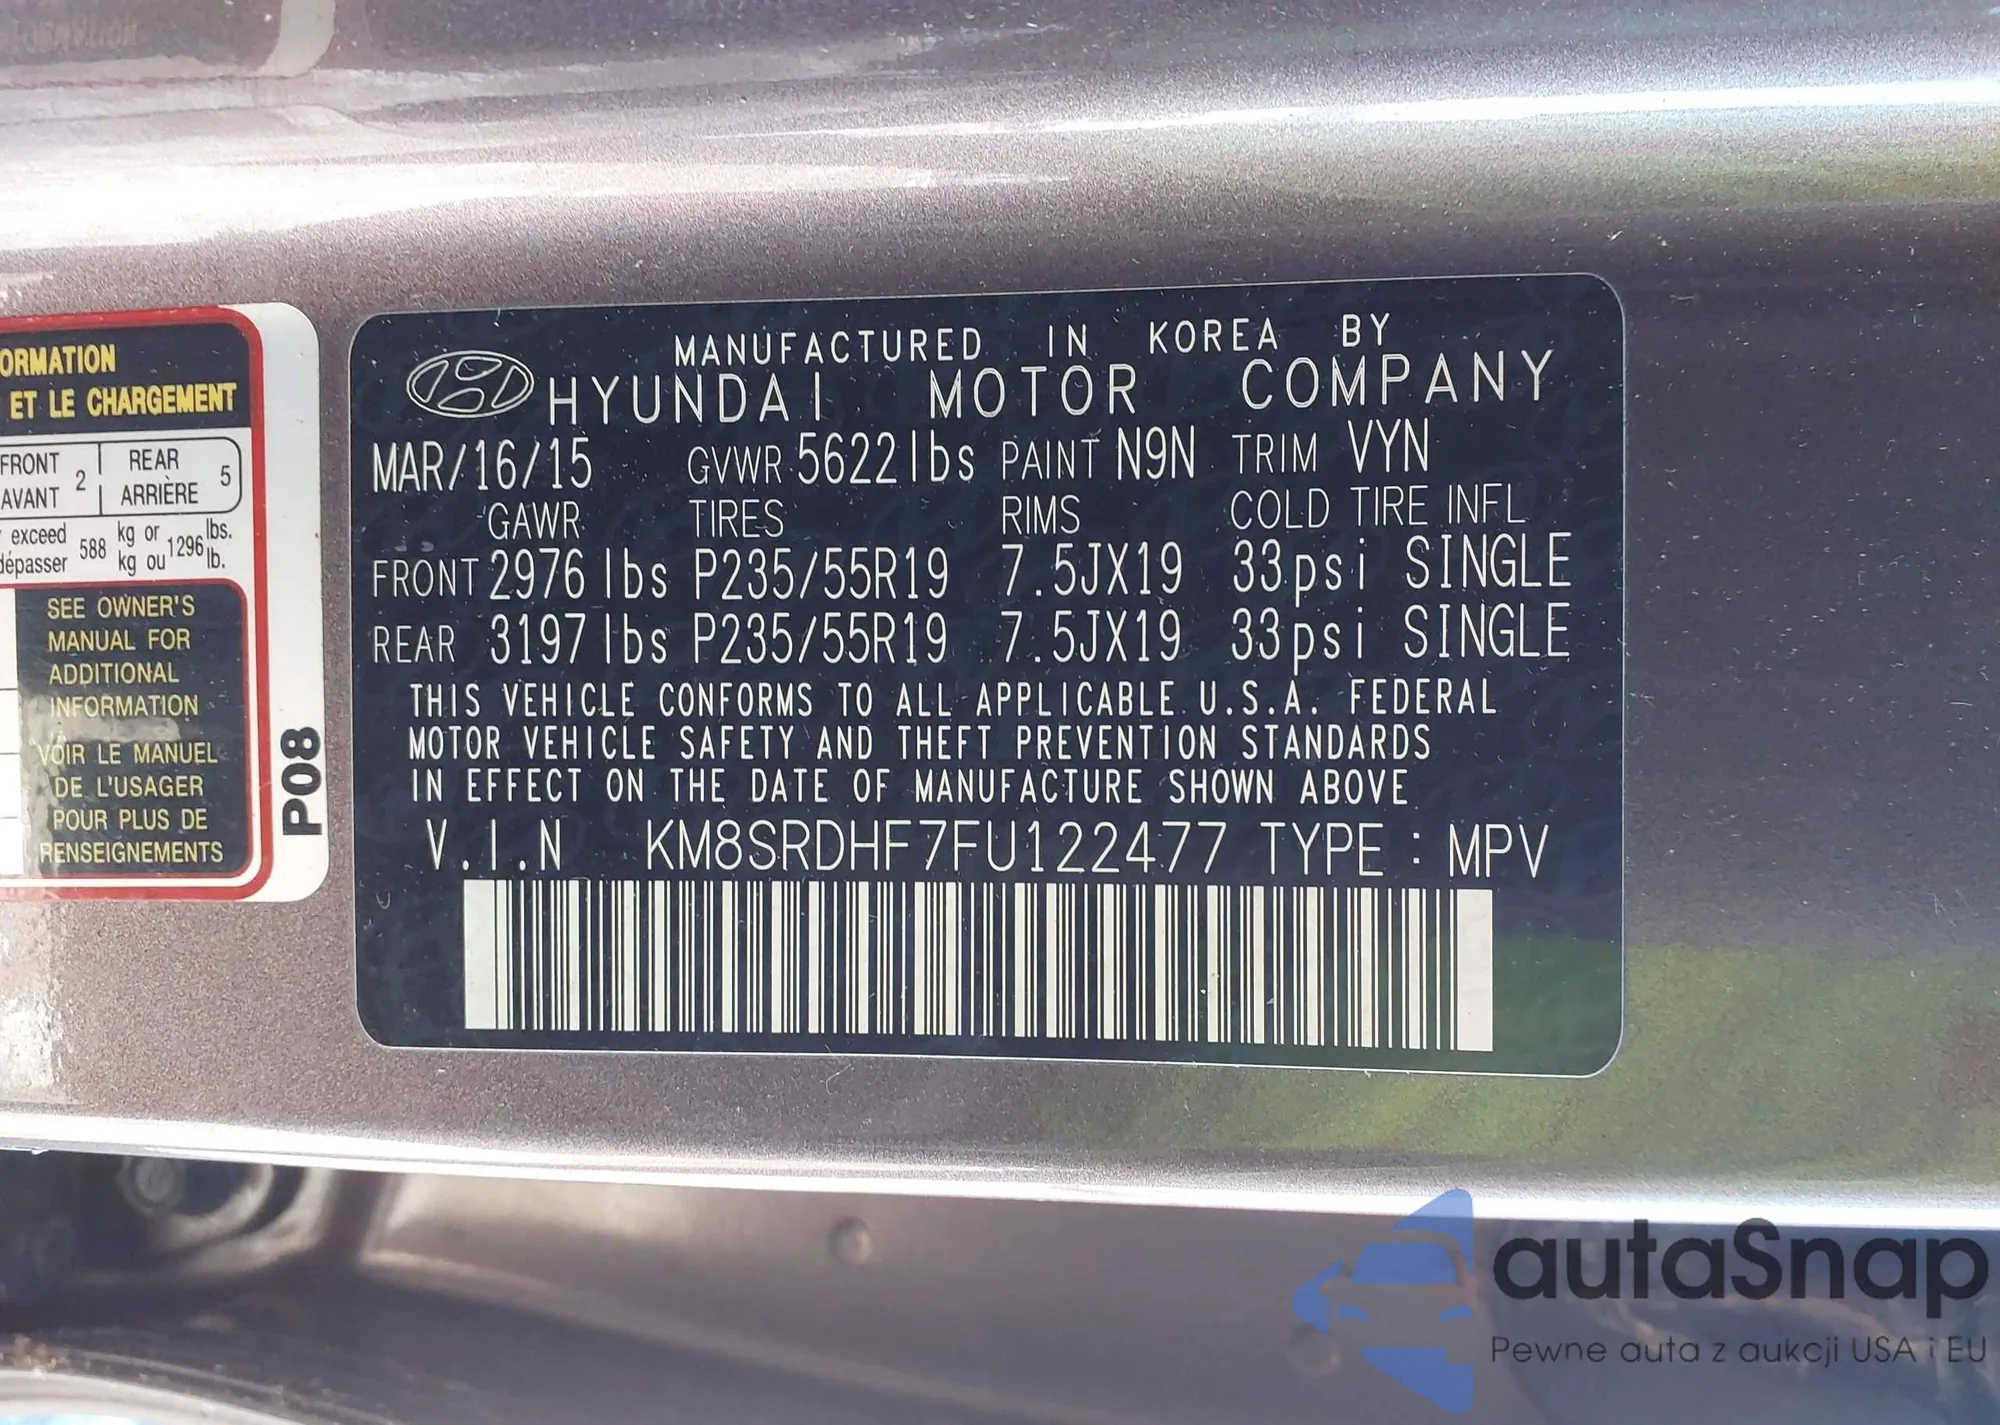 ORMATION
ET LE CHARGEMENT
FRONT
AVANT 2
REAR
ARRIÈRE 5
exceed
dépasser 588 kg or
kg ou 1296 lbs.
lb.
SEE OWNER'S
MANUAL FOR
ADDITIONAL
INFORMATION
VOIR LE MANUEL
DE L'USAGER
POUR PLUS DE
RENSEIGNEMENTS
P08
MANUFACTURED IN KOREA BY
HYUNDAI MOTOR COMPANY
MAR/16/15 GVWR 5622lbs PAINT N9N TRIM VYN
GAWR TIRES RIMS COLD TIRE INFL
FRONT 2976 lbs P235/55R19 7.5JX19 33psi SINGLE
REAR 3197 lbs P235/55R19 7.5JX19 33psi SINGLE
THIS VEHICLE CONFORMS TO ALL APPLICABLE U.S.A. FEDERAL
MOTOR VEHICLE SAFETY AND THEFT PREVENTION STANDARDS
IN EFFECT ON THE DATE OF MANUFACTURE SHOWN ABOVE
V.I.N KM8SRDHF7FU122477 TYPE : MPV
autaSnap
Pewne auta z aukcji USA i EU